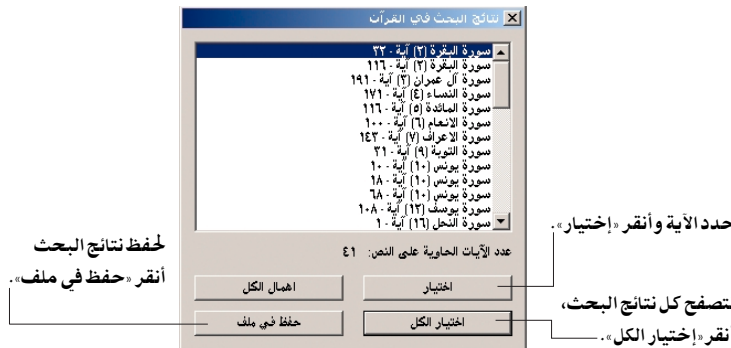 نتائج البحث في القرآن
سورة البقرة (٢) آية - ٣٢
سورة البقرة (٢) آية - ١١٦
سورة آل عمران (٣) آية - ١٩١
سورة النساء (٤) آية - ١٧١
سورة المائدة (٥) آية - ١١٦
سورة الانعام (٦) آية - ١٠٠
سورة الاعراف (٧) آية - ١٤٣
سورة التوبة (٩) آية - ٣١
سورة يونس (١٠) آية - ١٠
سورة يونس (١٠) آية - ١٨
سورة يونس (١٠) آية - ٦٨
سورة يوسف (١٢) آية - ١٠٨
سورة النحل (١٦) آية - ١
عدد الآيات الحاوية على النص: ٤١
اختيار
اهمال الكل
اختيار الكل
حفظ في ملف
حدد الآية وأنقر «إختيار».
لتصفح كل نتائج البحث،
أنقر «إختيار الكل».
لحفظ نتائج البحث
أنقر «حفظ في ملف».